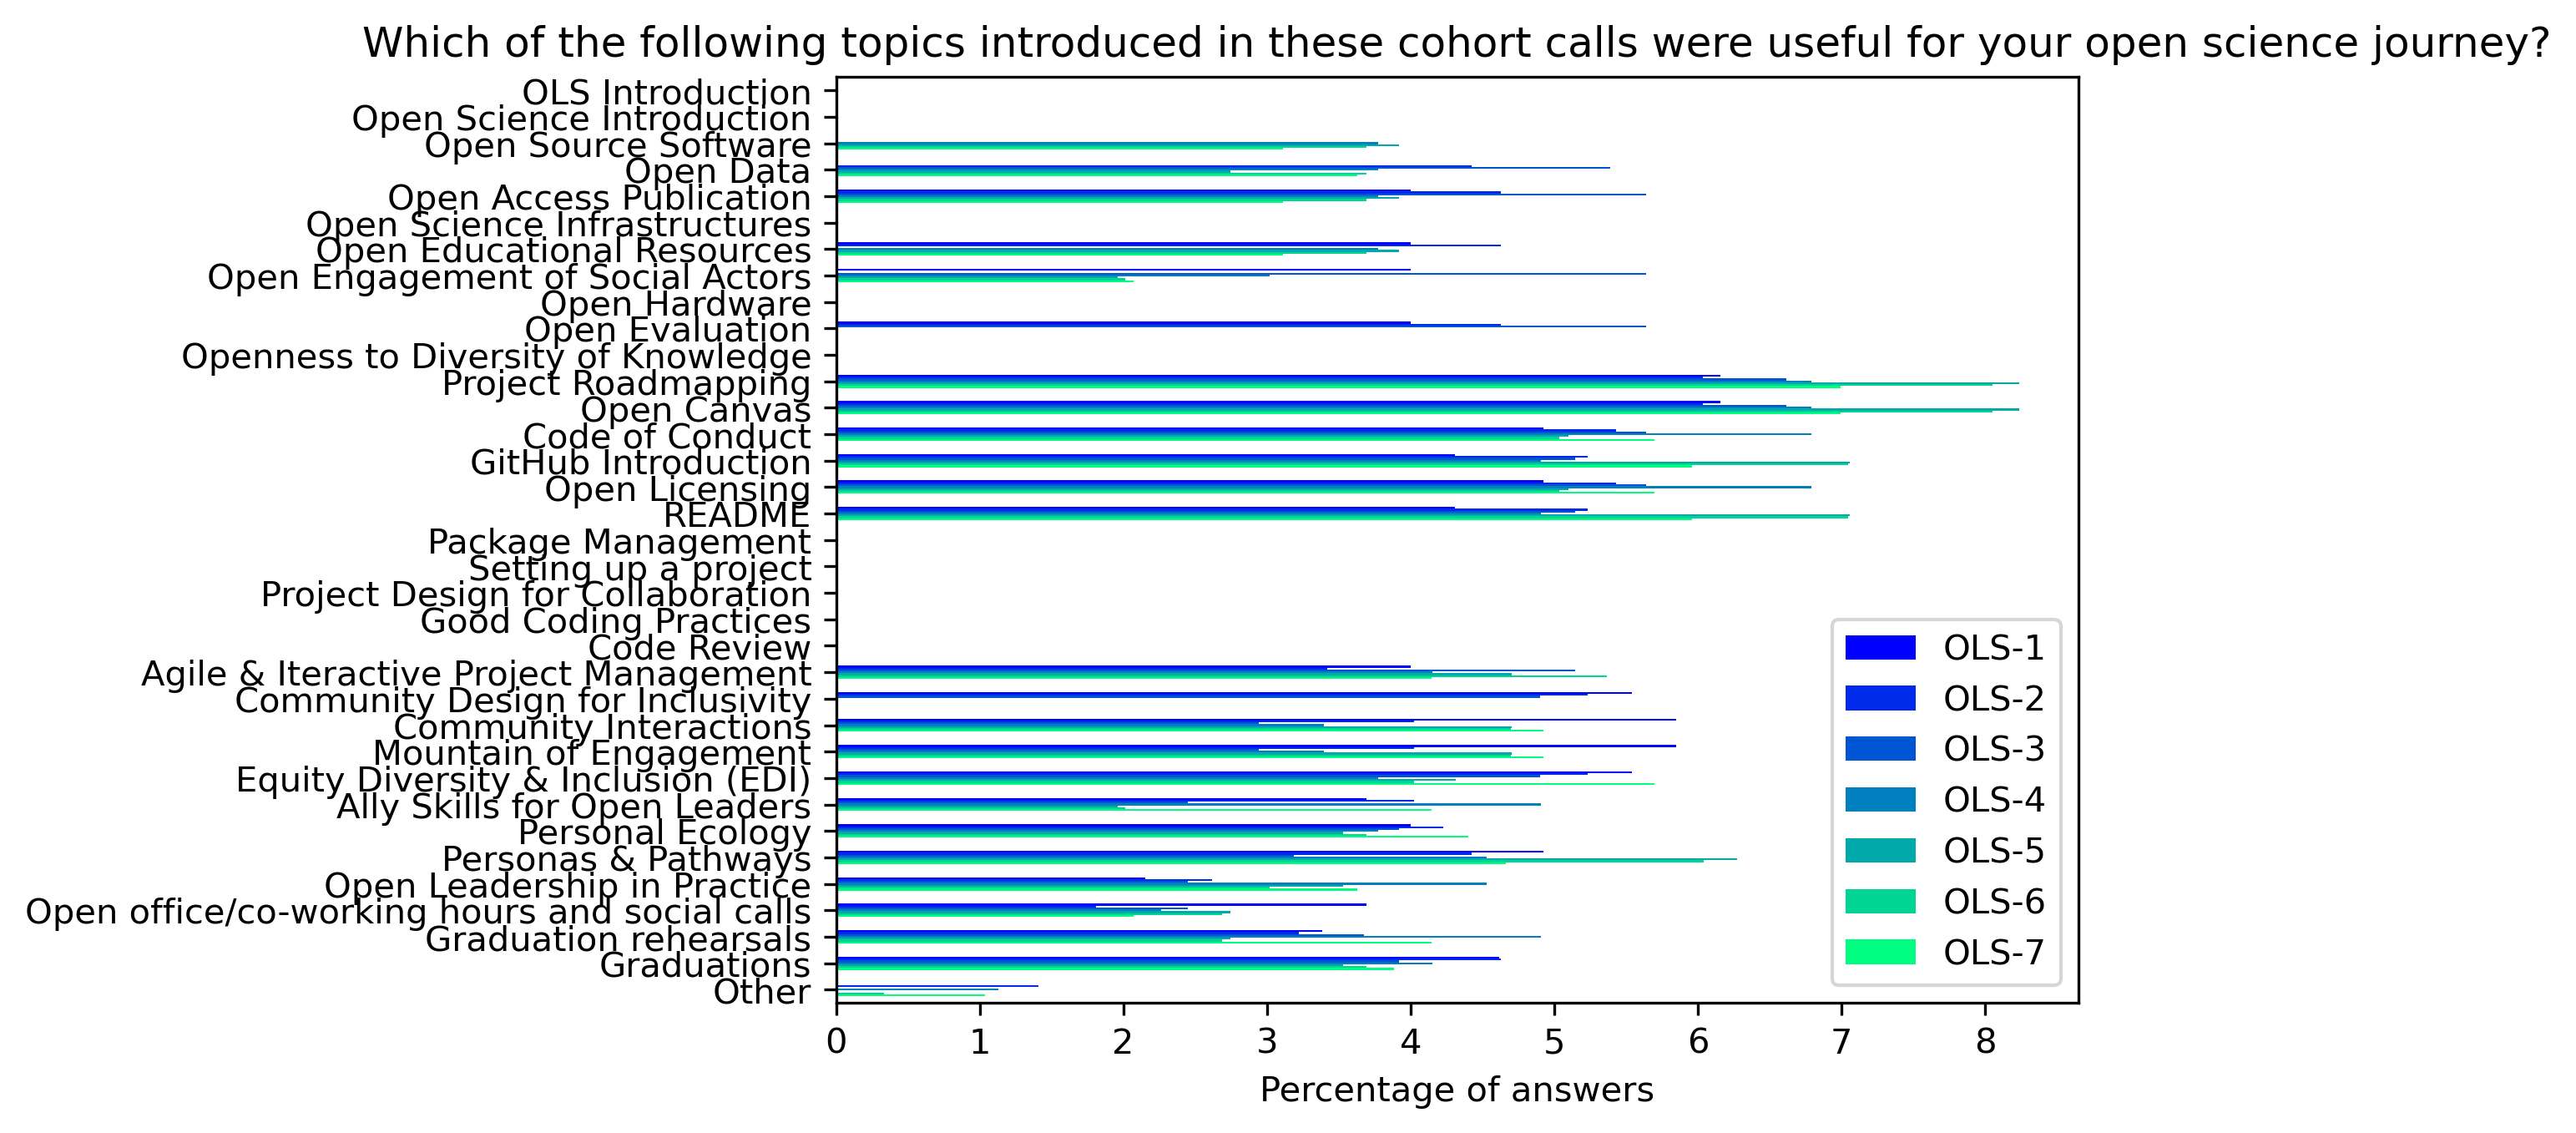 Which of the following topics introduced in these cohort calls were useful for your open science journey?
OLS Introduction
Open Science Introduction
Open Source Software
Open Data
Open Access Publication
Open Science Infrastructures
Open Educational Resources
Open Engagement of Social Actors
Open Hardware
Open Evaluation
Openness to Diversity of Knowledge
Project Roadmapping
Open Canvas
Code of Conduct
GitHub Introduction
Open Licensing
README
Package Management
Setting up a project
Project Design for Collaboration
Good Coding Practices
Code Review
Agile & Iteractive Project Management
Community Design for Inclusivity
Community Interactions
Mountain of Engagement
Equity Diversity & Inclusion (EDI)
Ally Skills for Open Leaders
Personal Ecology
Personas & Pathways
Open Leadership in Practice
Open office/co-working hours and social calls
Graduation rehearsals
Graduations
Other
OLS-1
OLS-2
OLS-3
OLS-4
OLS-5
OLS-6
OLS-7
0 1 2 3 4 5 6 7 8
Percentage of answers